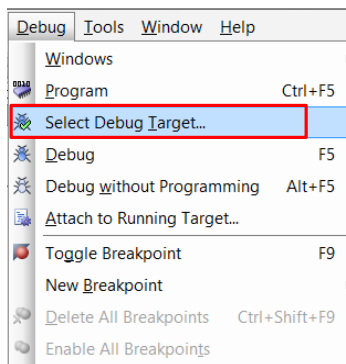 Debug Tools Window Help
Windows
Program Ctrl+F5
Select Debug Target...
Debug F5
Debug without Programming Alt+F5
Attach to Running Target...
Toggle Breakpoint F9
New Breakpoint
Delete All Breakpoints Ctrl+Shift+F9
Enable All Breakpoints